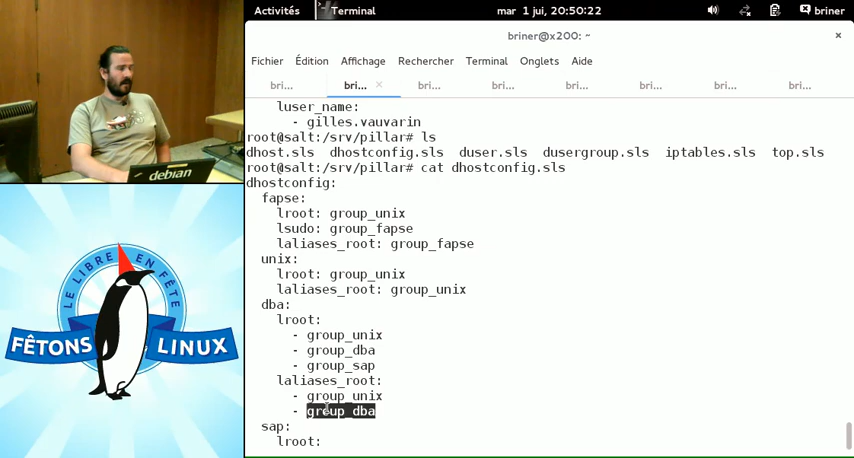 Activités
Terminal
mar 1 jui, 20:50:22
briner
briner@x200: ~
Fichier Édition Affichage Rechercher Terminal Onglets Aide
bri... bri... bri... bri... bri... bri... bri... bri...
luser_name:
- gilles.vauvarin
root@salt:/srv/pillar# ls
dhost.sls dhostconfig.sls duser.sls dusergroup.sls iptables.sls top.sls
root@salt:/srv/pillar# cat dhostconfig.sls
dhostconfig:
fapse:
lroot: group_unix
lsudo: group_fapse
laliases_root: group_fapse
unix:
lroot: group_unix
laliases_root: group_unix
dba:
lroot:
- group_unix
- group_dba
- group_sap
laliases_root:
- group_unix
- group_dba
sap:
lroot:
debian
LE LIBRE EN FÊTE
FÊTONS LINUX